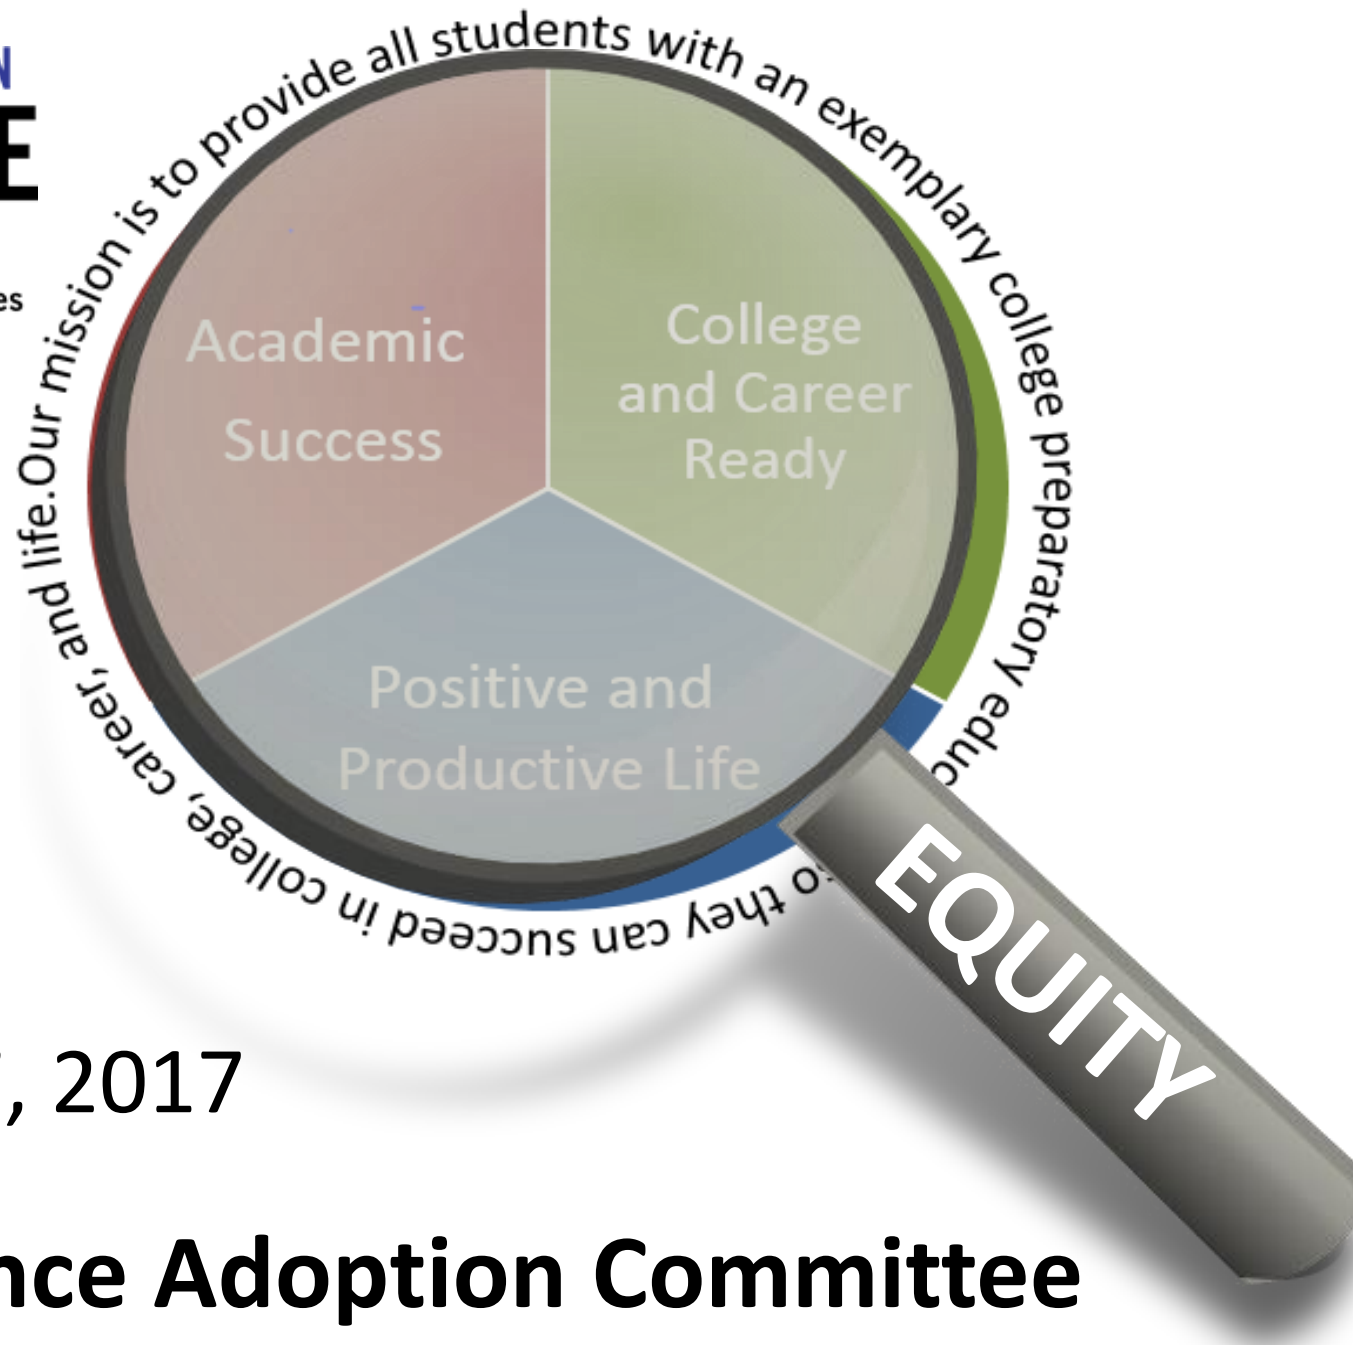 N
E
es
Our mission is to provide all students with an exemplary college preparatory educ
so they can succeed in college, career, and life.
Academic
Success
College
and Career
Ready
Positive and
Productive Life
EQUITY
, 2017
nce Adoption Committee